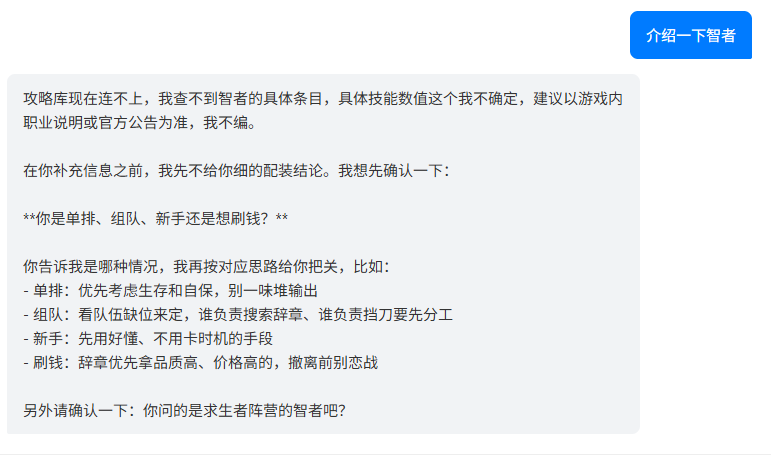 介绍一下智者
攻略库现在连不上，我查不到智者的具体条目，具体技能数值这个我不确定，建议以游戏内
职业说明或官方公告为准，我不编。
在你补充信息之前，我先不给你细的配装结论。我想先确认一下：
**你是单排、组队、新手还是想刷钱？**
你告诉我是哪种情况，我再按对应思路给你把关，比如：
- 单排：优先考虑生存和自保，别一味堆输出
- 组队：看队伍缺位来定，谁负责搜索辞章、谁负责挡刀要先分工
- 新手：先用好懂、不用卡时机的手段
- 刷钱：辞章优先拿品质高、价格高的，撤离前别恋战
另外请确认一下：你问的是求生者阵营的智者吧？